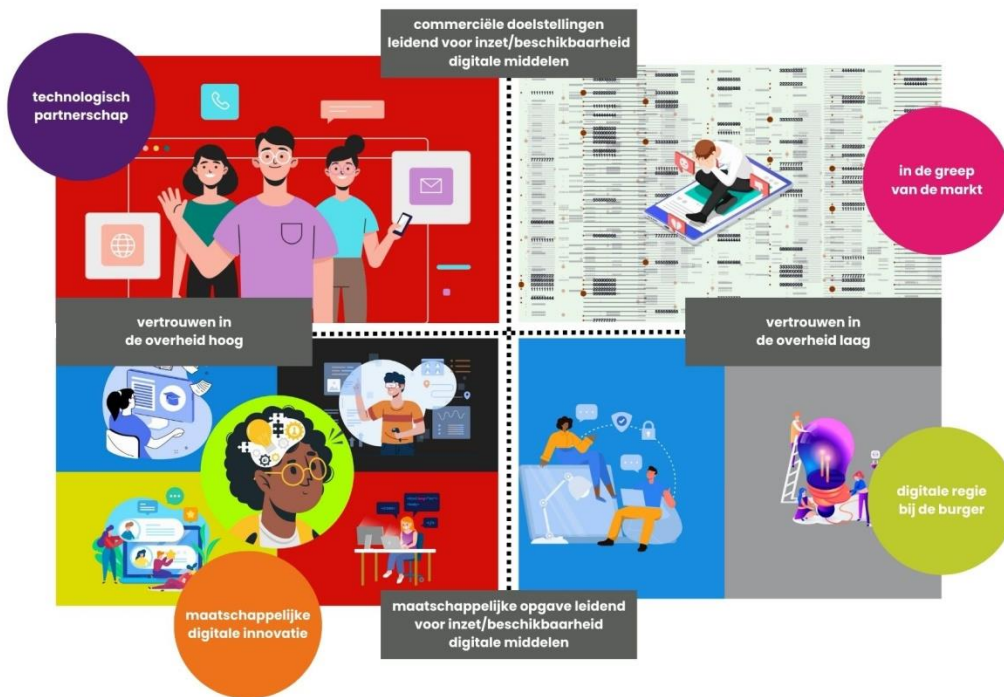 commerciële doelstellingen
leidend voor inzet/beschikbaarheid
digitale middelen
technologisch
partnerschap
in de greep
van de markt
vertrouwen in
de overheid hoog
vertrouwen in
de overheid laag
digitale regie
bij de burger
maatschappelijke
digitale innovatie
maatschappelijke opgave leidend
voor inzet/beschikbaarheid
digitale middelen